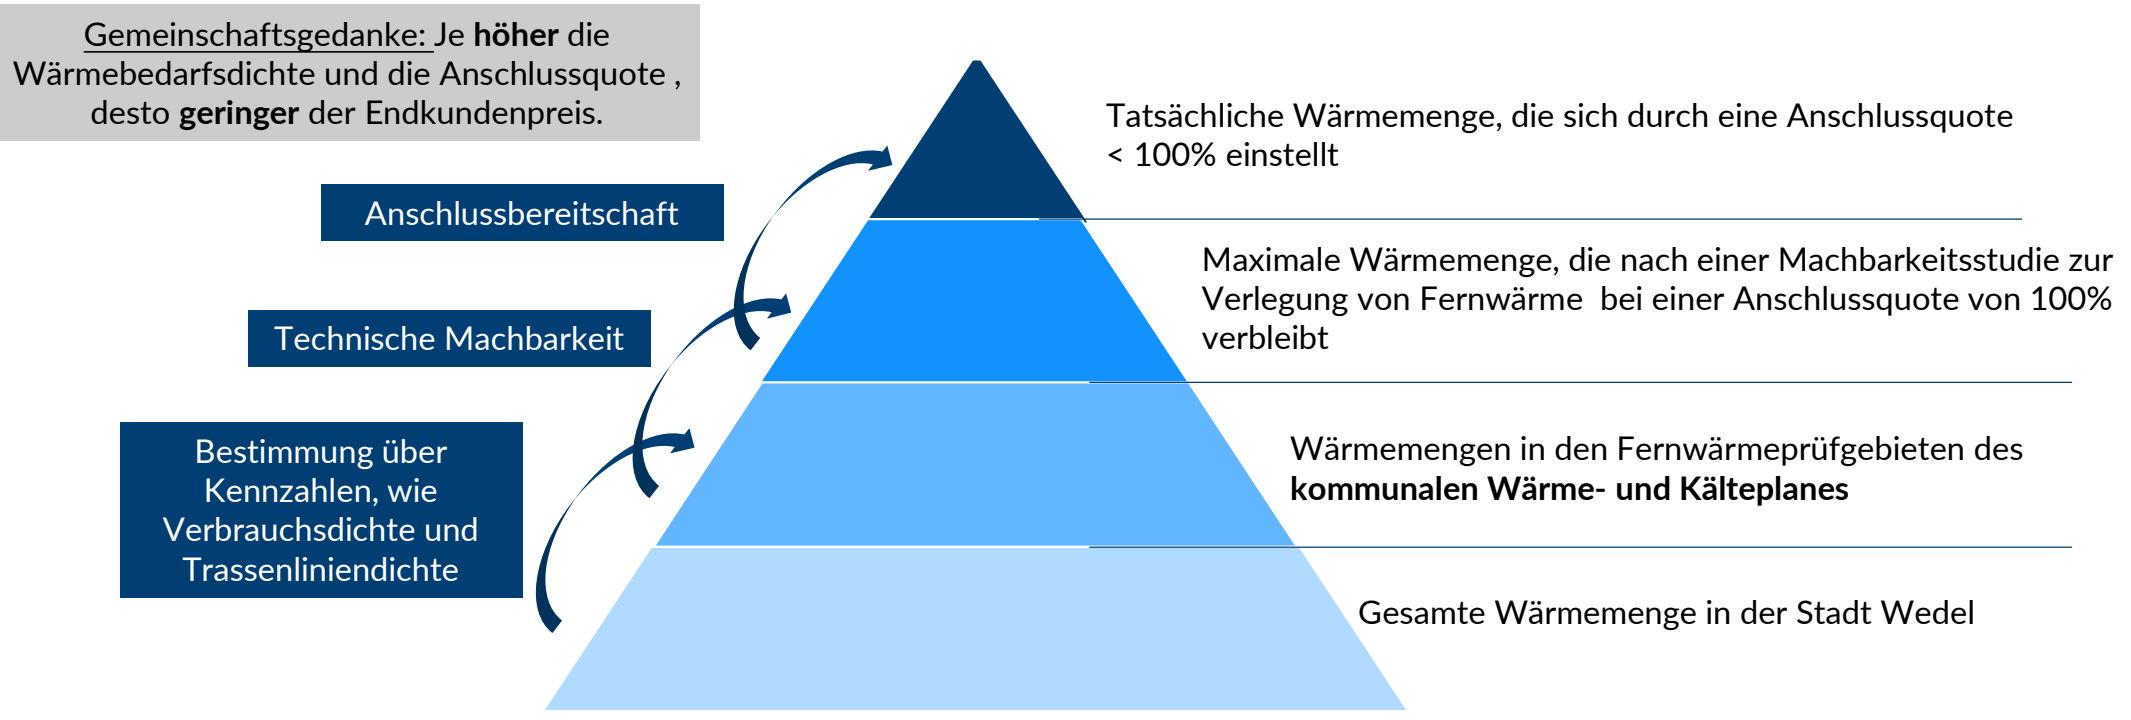 Gemeinschaftsgedanke: Je höher die
Wärmebedarfsdichte und die Anschlussquote ,
desto geringer der Endkundenpreis.
Tatsächliche Wärmemenge, die sich durch eine Anschlussquote
< 100% einstellt
Anschlussbereitschaft
Maximale Wärmemenge, die nach einer Machbarkeitsstudie zur
Verlegung von Fernwärme  bei einer Anschlussquote von 100%
verbleibt
Technische Machbarkeit
Wärmemengen in den Fernwärmeprüfgebieten des
kommunalen Wärme- und Kälteplanes
Bestimmung über
Kennzahlen, wie
Verbrauchsdichte und
Trassenliniendichte
Gesamte Wärmemenge in der Stadt Wedel